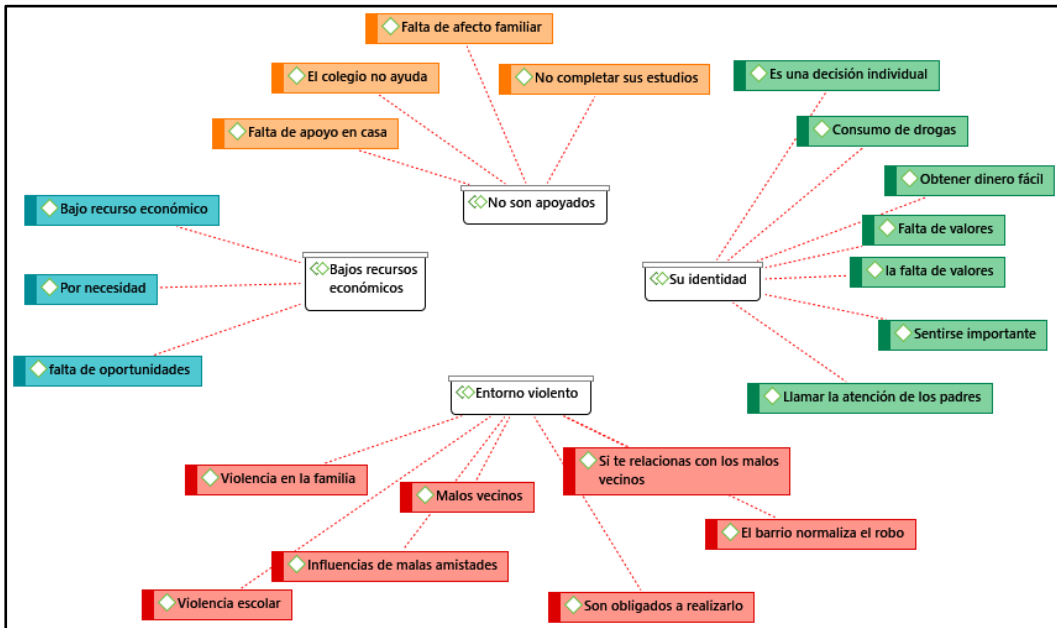 Falta de afecto familiar
El colegio no ayuda
No completar sus estudios
Falta de apoyo en casa
No son apoyados
Es una decisión individual
Consumo de drogas
Obtener dinero fácil
Falta de valores
la falta de valores
Su identidad
Sentirse importante
Llamar la atención de los padres
Bajo recurso económico
Bajos recursos
económicos
Por necesidad
falta de oportunidades
Entorno violento
Violencia en la familia
Si te relacionas con los malos
vecinos
Malos vecinos
El barrio normaliza el robo
Influencias de malas amistades
Violencia escolar
Son obligados a realizarlo